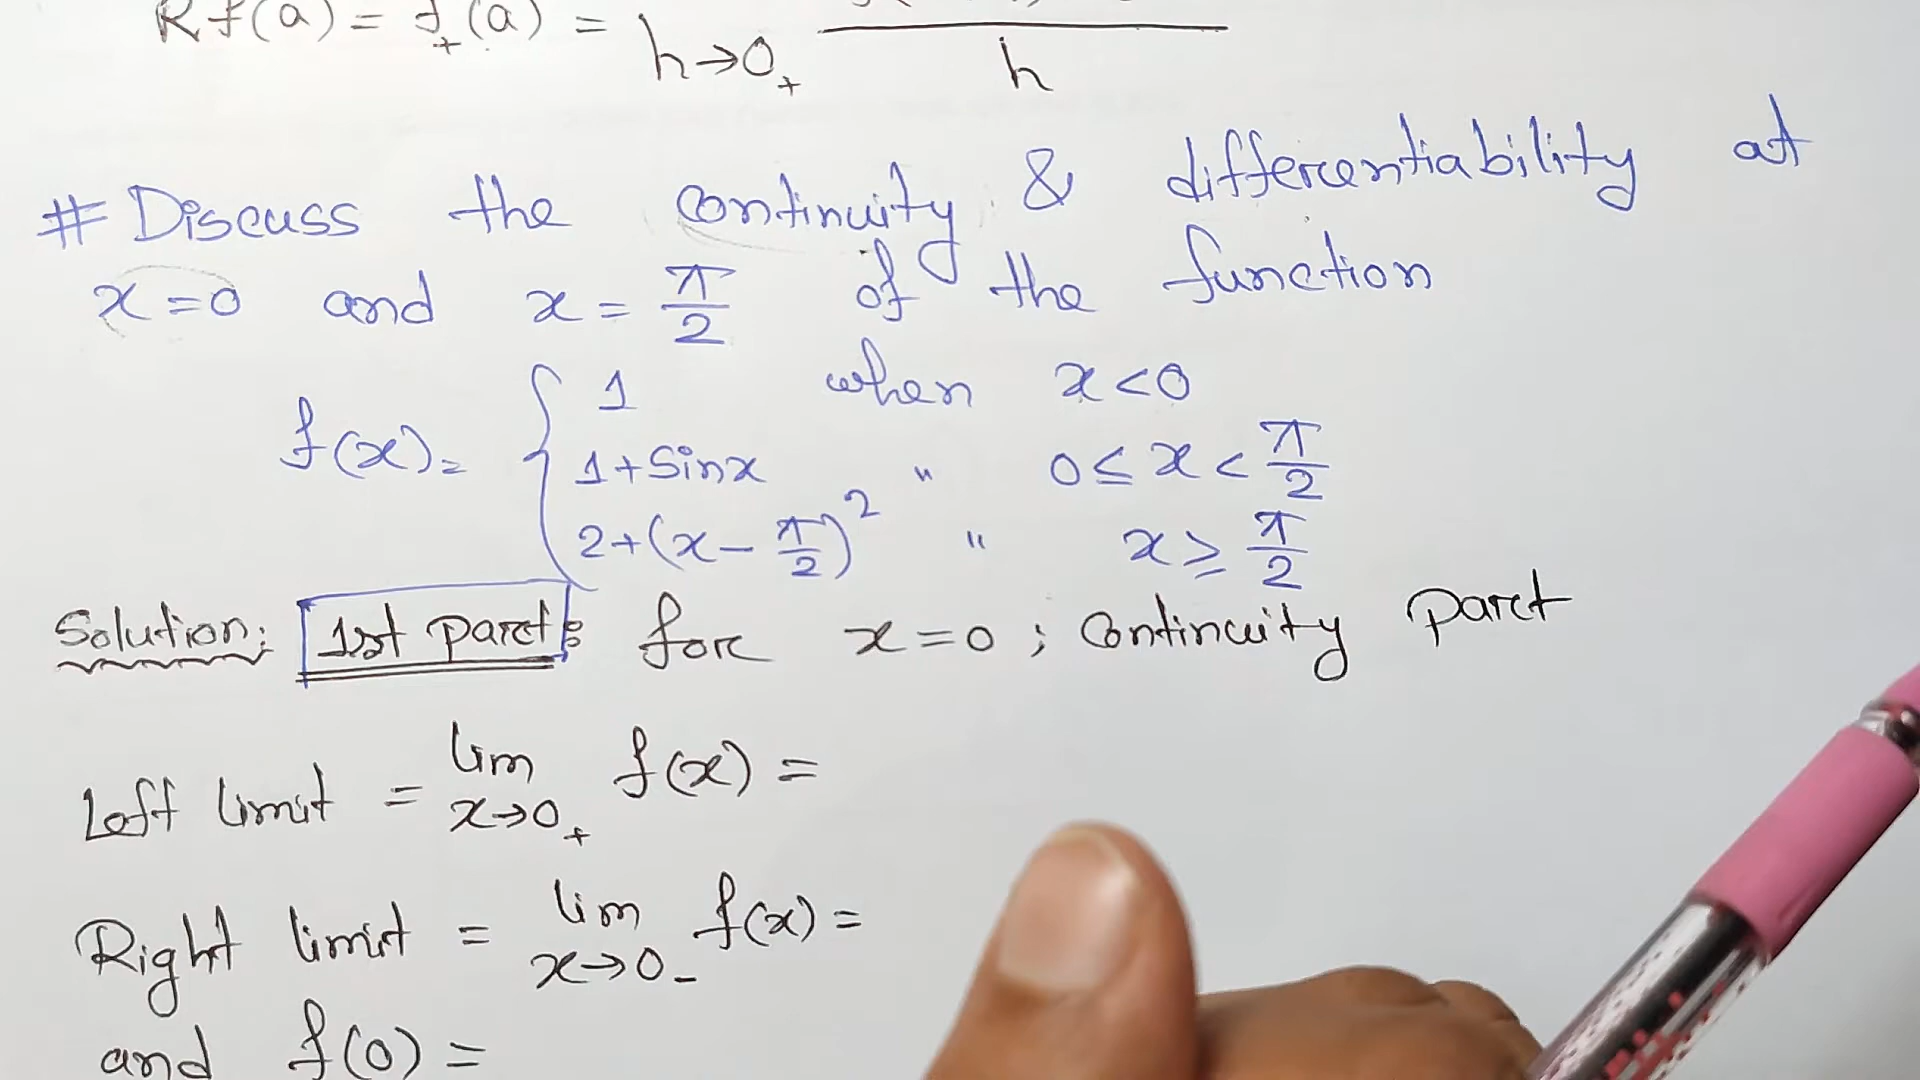 Rf(a) = f₊(a) = h→0₊ / h
# Discuss the continuity & differentiability at
x=0 and x = π/2 of the function
f(x) = { 1 when x<0
1+Sinx " 0 ≤ x < π/2
2+(x-π/2)² " x ≥ π/2
Solution: 1st part: for x=0 ; continuity part
Left limit = lim x→0₊ f(x) =
Right limit = lim x→0₋ f(x) =
and f(0) =